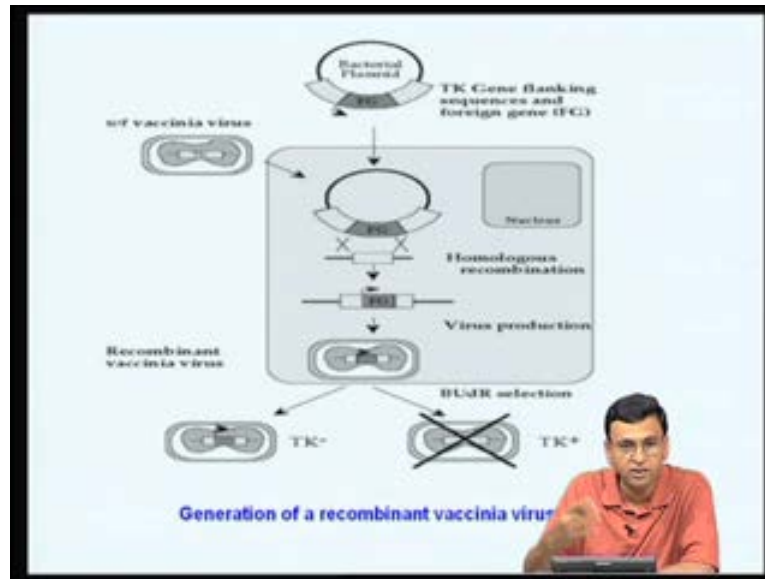 Bacterial
Plasmid
FG
TK Gene flanking
sequences and
foreign gene (FG)
wt vaccinia virus
FG
Nucleus
Homologous
recombination
FG
Virus production
Recombinant
vaccinia virus
BUdR selection
TK-
TK+
Generation of a recombinant vaccinia virus